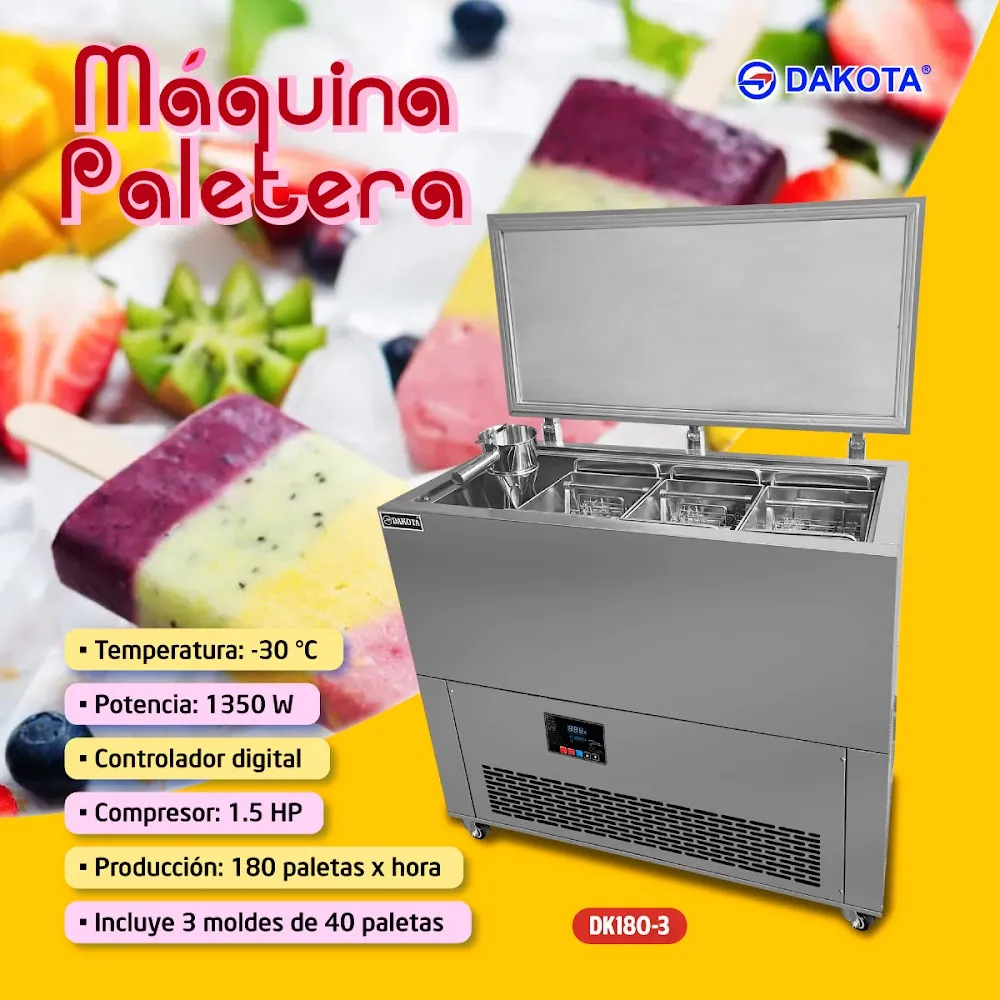 Máquina
Paletera
DAKOTA®
DAKOTA
▪ Temperatura: -30 °C
▪ Potencia: 1350 W
▪ Controlador digital
▪ Compresor: 1.5 HP
▪ Producción: 180 paletas x hora
▪ Incluye 3 moldes de 40 paletas
DK180-3